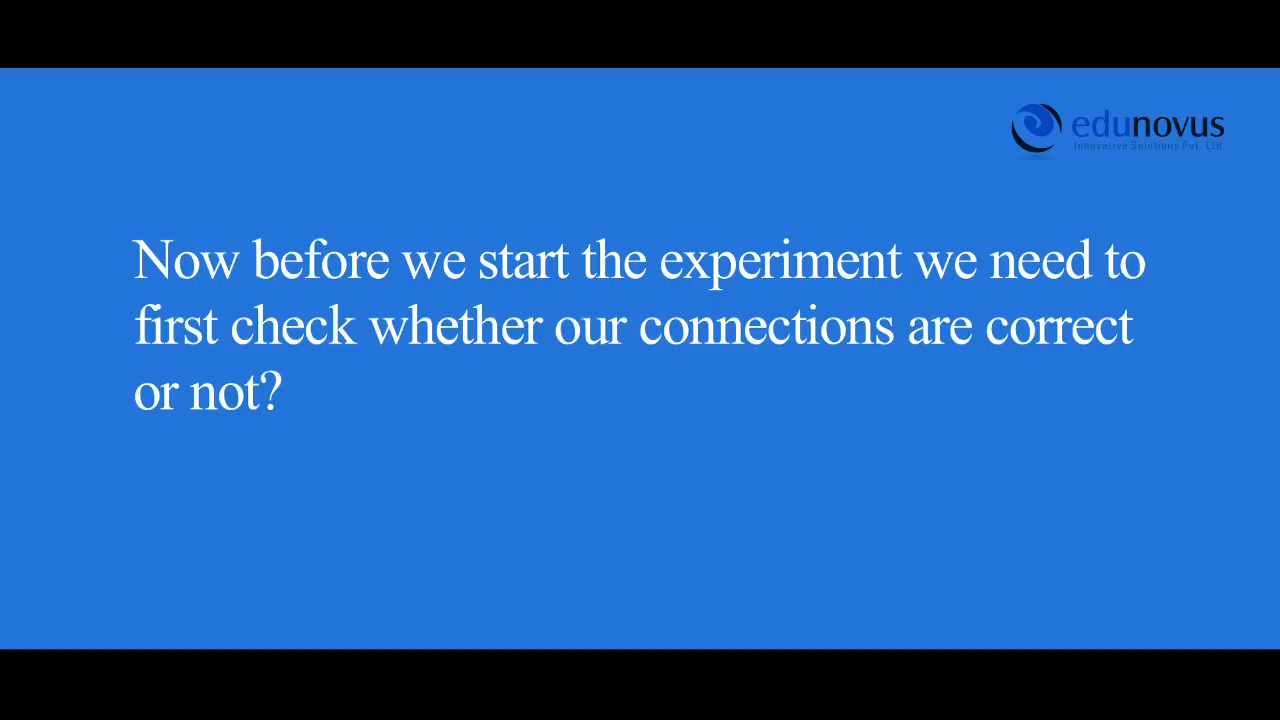 edunovus
Innovative Solutions Pvt. Ltd
Now before we start the experiment we need to
first check whether our connections are correct
or not?